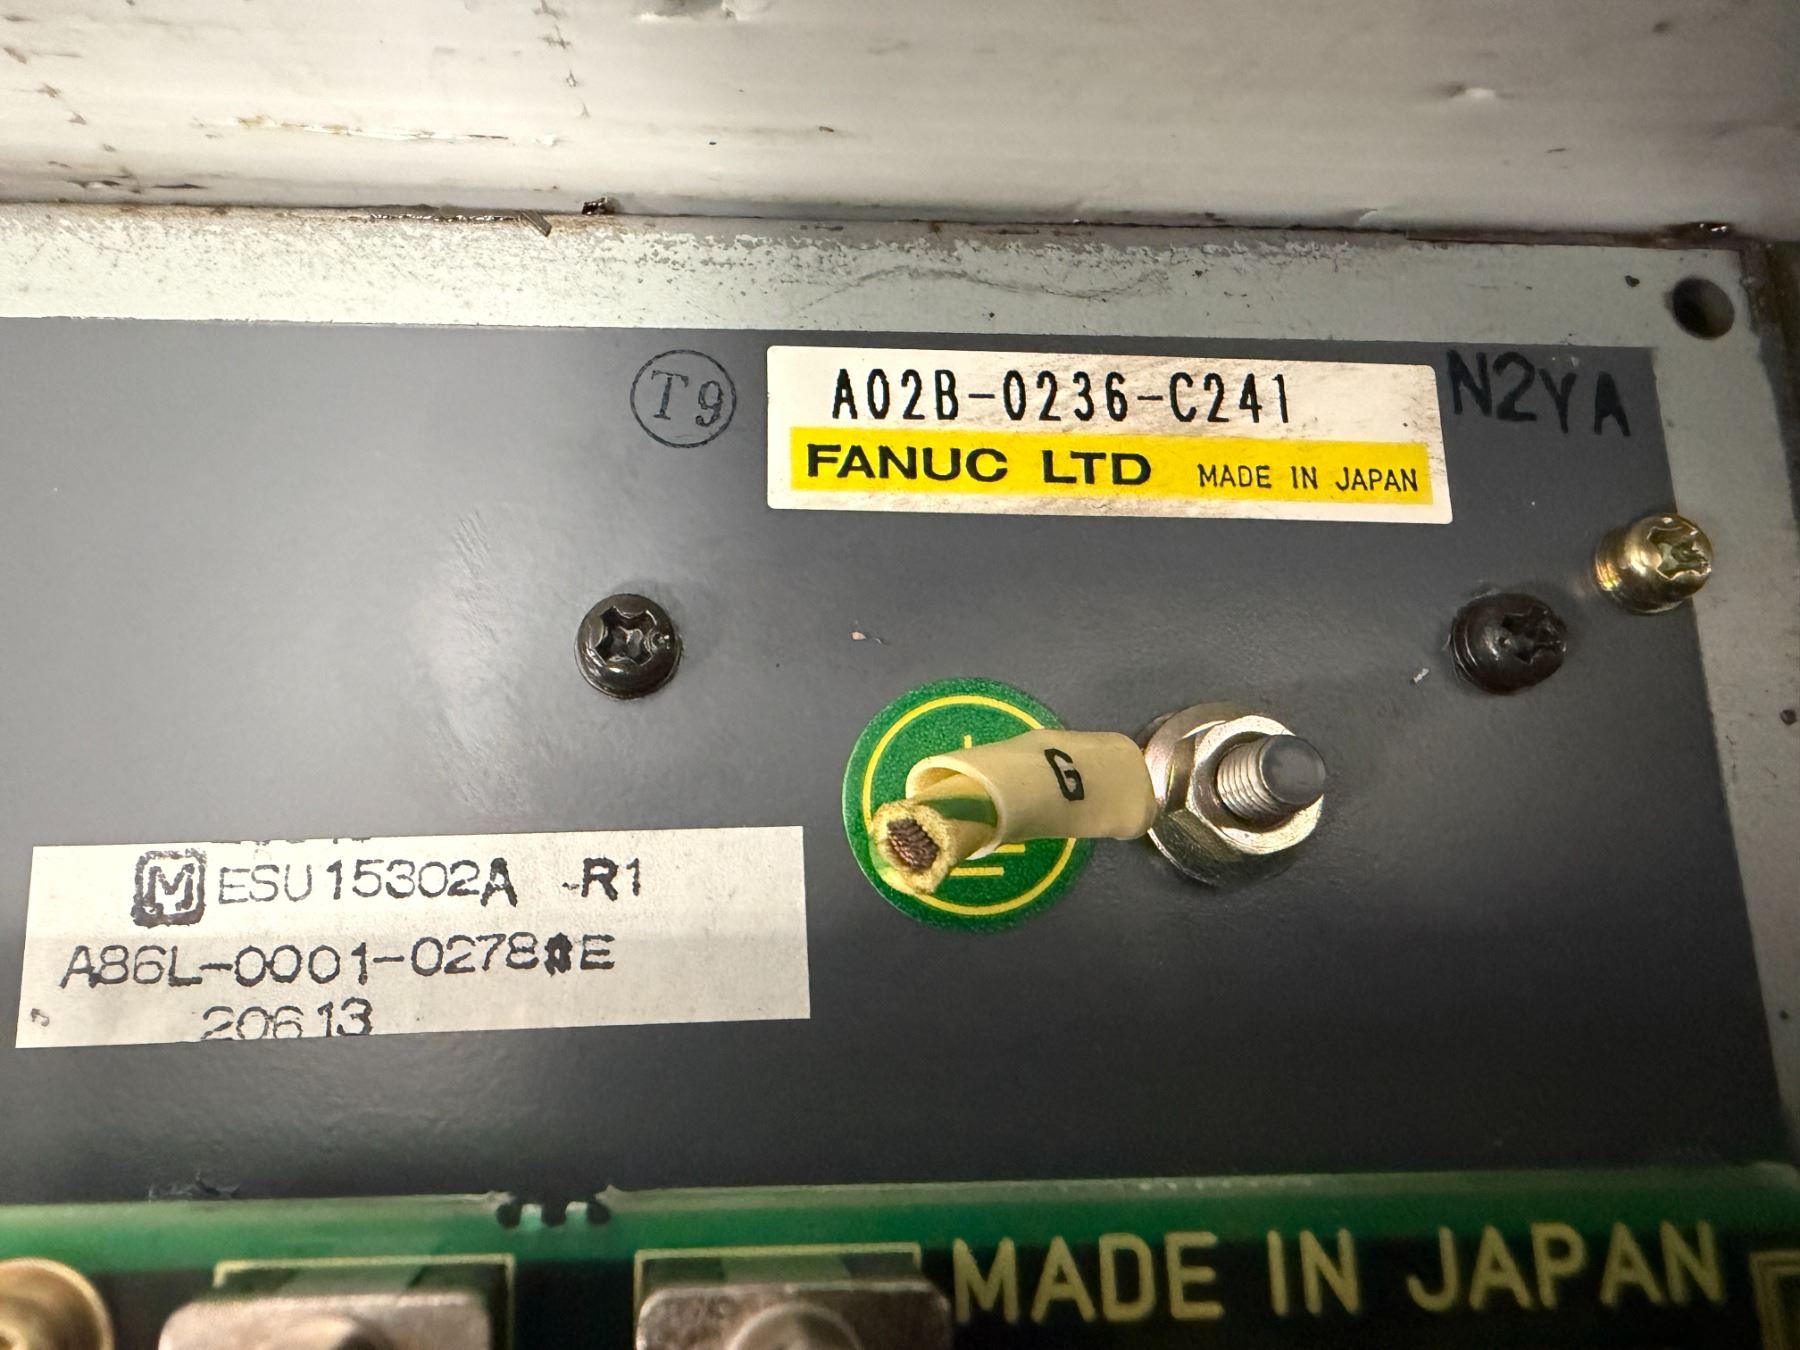 T9
A02B-0236-C241
N2YA
FANUC LTD MADE IN JAPAN
G
M ESU15302A -R1
A86L-0001-0278 E
20613
MADE IN JAPAN